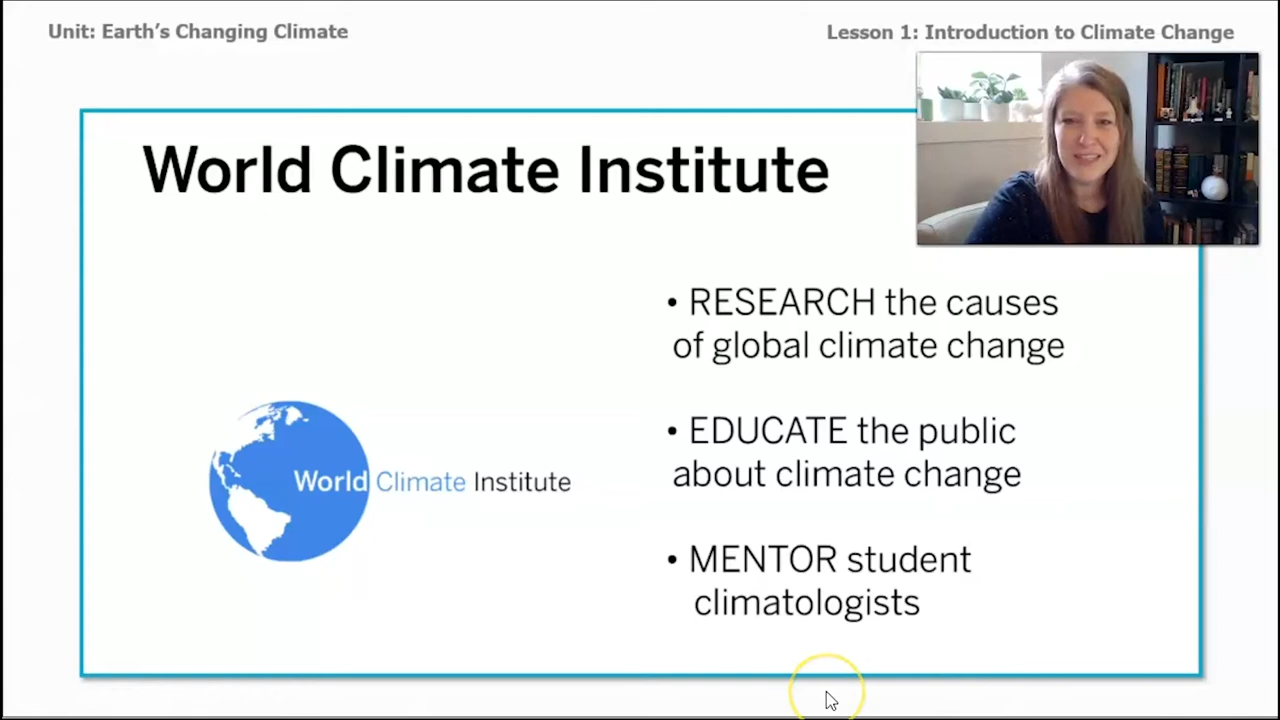 Unit: Earth's Changing Climate
Lesson 1: Introduction to Climate Change
World Climate Institute
• RESEARCH the causes
of global climate change
• EDUCATE the public
about climate change
World Climate Institute
• MENTOR student
climatologists